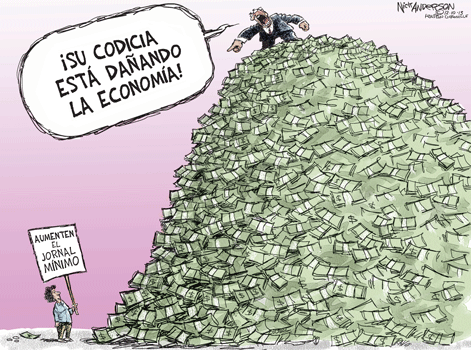 NICK ANDERSON
¡SU CODICIA
ESTÁ DAÑANDO
LA ECONOMÍA!
AUMENTEN
EL
JORNAL
MÍNIMO